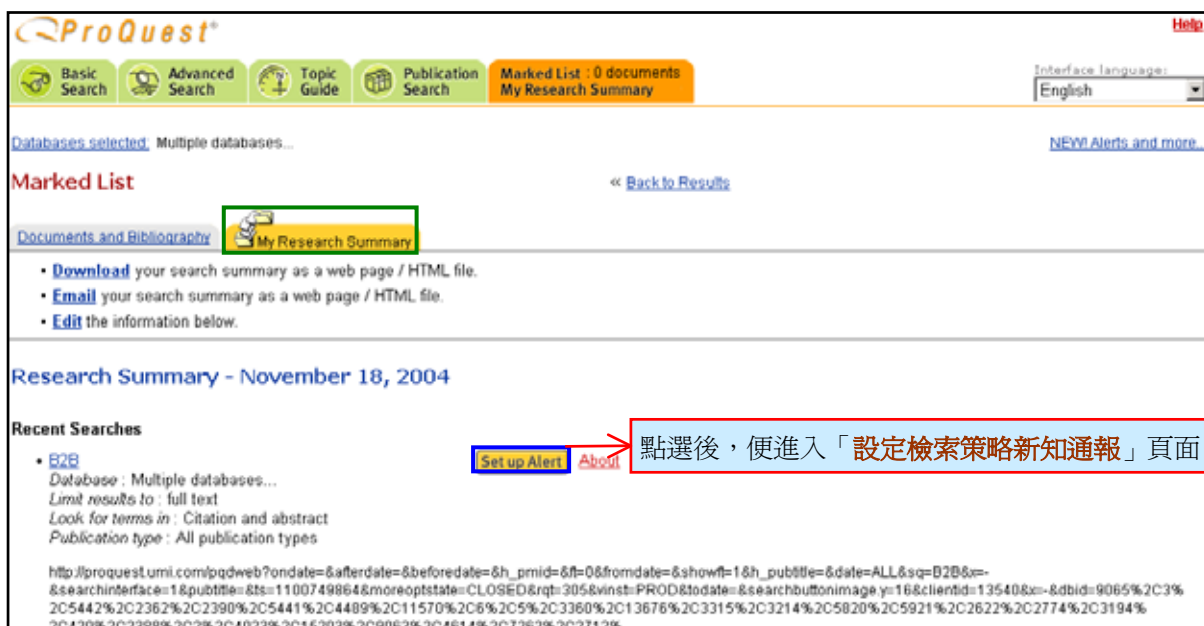 ProQuest®
Help
Basic Search
Advanced Search
Topic Guide
Publication Search
Marked List : 0 documents
My Research Summary
Interface language:
English
Databases selected: Multiple databases...
NEW! Alerts and more...
Marked List
« Back to Results
Documents and Bibliography
My Research Summary
• Download your search summary as a web page / HTML file.
• Email your search summary as a web page / HTML file.
• Edit the information below.
Research Summary - November 18, 2004
Recent Searches
• B2B
Set up Alert
About
點選後，便進入「設定檢索策略新知通報」頁面
Database : Multiple databases...
Limit results to : full text
Look for terms in : Citation and abstract
Publication type : All publication types
http://proquest.umi.com/pqdweb?ondate=&afterdate=&beforedate=&h_pmid=&ft=0&fromdate=&showft=1&h_pubtitle=&date=ALL&sq=B2B&x=-
&searchinterface=1&pubtitle=&ts=1100749864&moreoptstate=CLOSED&rqt=305&vinst=PROD&todate=&searchbuttonimage.y=16&clientid=13540&x=-&dbid=9065%2C3%
2C5442%2C2362%2C2390%2C5441%2C4489%2C11570%2C6%2C5%2C3360%2C13676%2C3315%2C3214%2C5820%2C5921%2C2622%2C2774%2C3194%